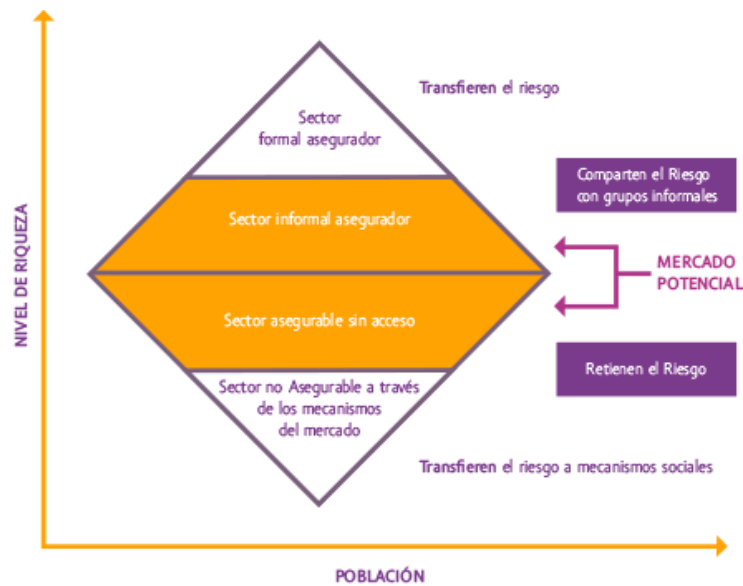 Transfieren el riesgo
Sector
formal asegurador
Comparten el Riesgo
con grupos informales
Sector informal asegurador
MERCADO
POTENCIAL
NIVEL DE RIQUEZA
Sector asegurable sin acceso
Retienen el Riesgo
Sector no Asegurable a través
de los mecanismos
del mercado
Transfieren el riesgo a mecanismos sociales
POBLACIÓN